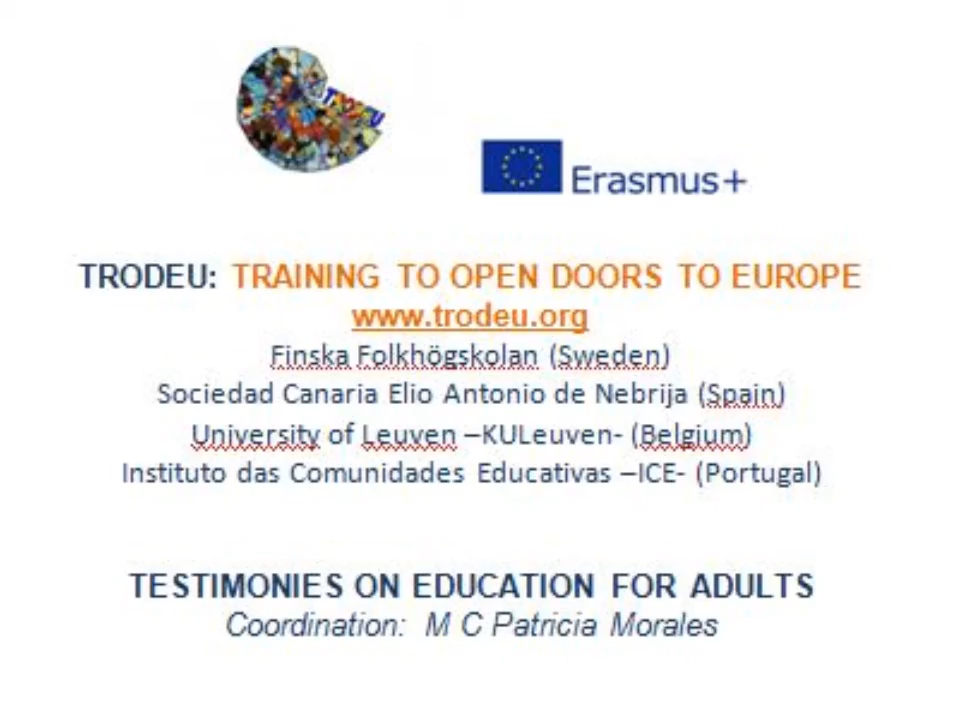 TRODEU
Erasmus+
TRODEU: TRAINING TO OPEN DOORS TO EUROPE
www.trodeu.org
Finska Folkhögskolan (Sweden)
Sociedad Canaria Elio Antonio de Nebrija (Spain)
University of Leuven –KULeuven- (Belgium)
Instituto das Comunidades Educativas –ICE- (Portugal)
TESTIMONIES ON EDUCATION FOR ADULTS
Coordination: M C Patricia Morales